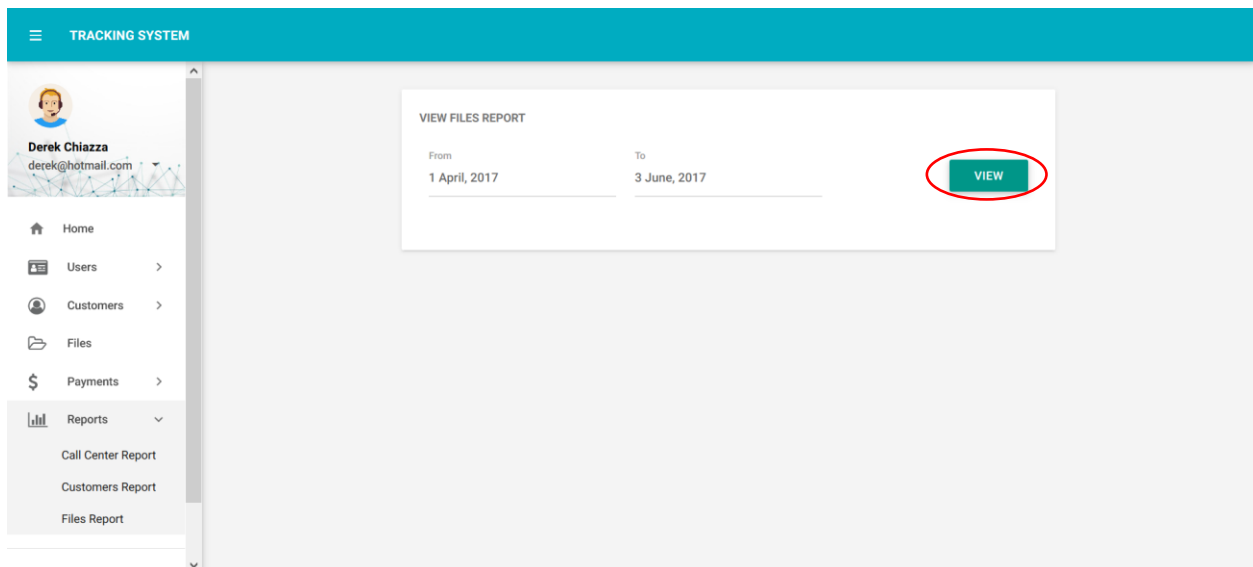 TRACKING SYSTEM
Derek Chiazza
derek@hotmail.com
Home
Users
Customers
Files
Payments
Reports
Call Center Report
Customers Report
Files Report
VIEW FILES REPORT
From To
1 April, 2017 3 June, 2017
VIEW